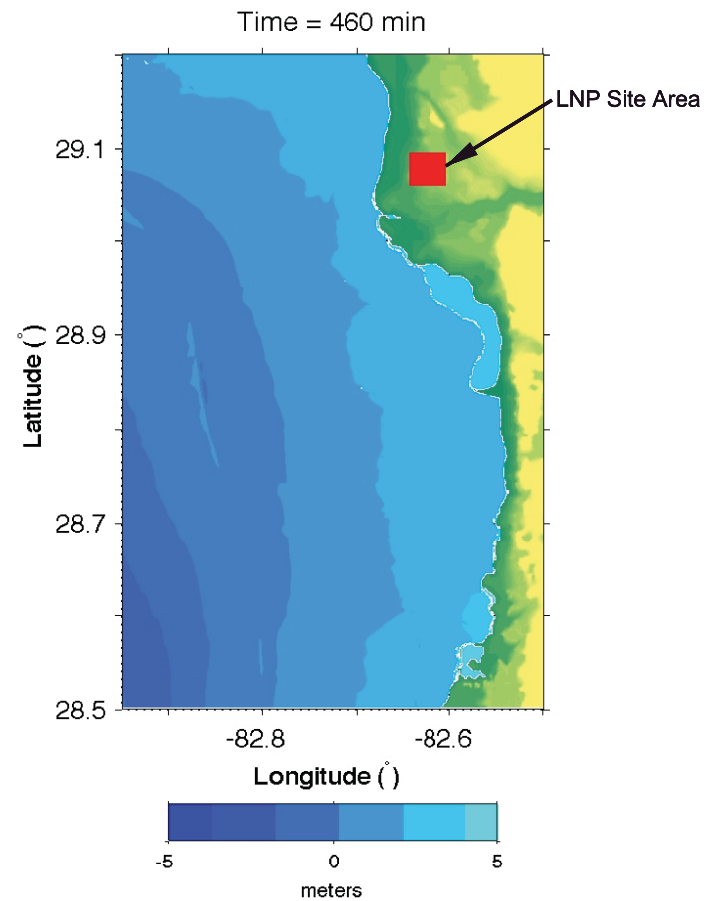 Time = 460 min
LNP Site Area
29.1
28.9
28.7
28.5
Latitude (°)
-82.8 -82.6
Longitude (°)
-5 0 5
meters